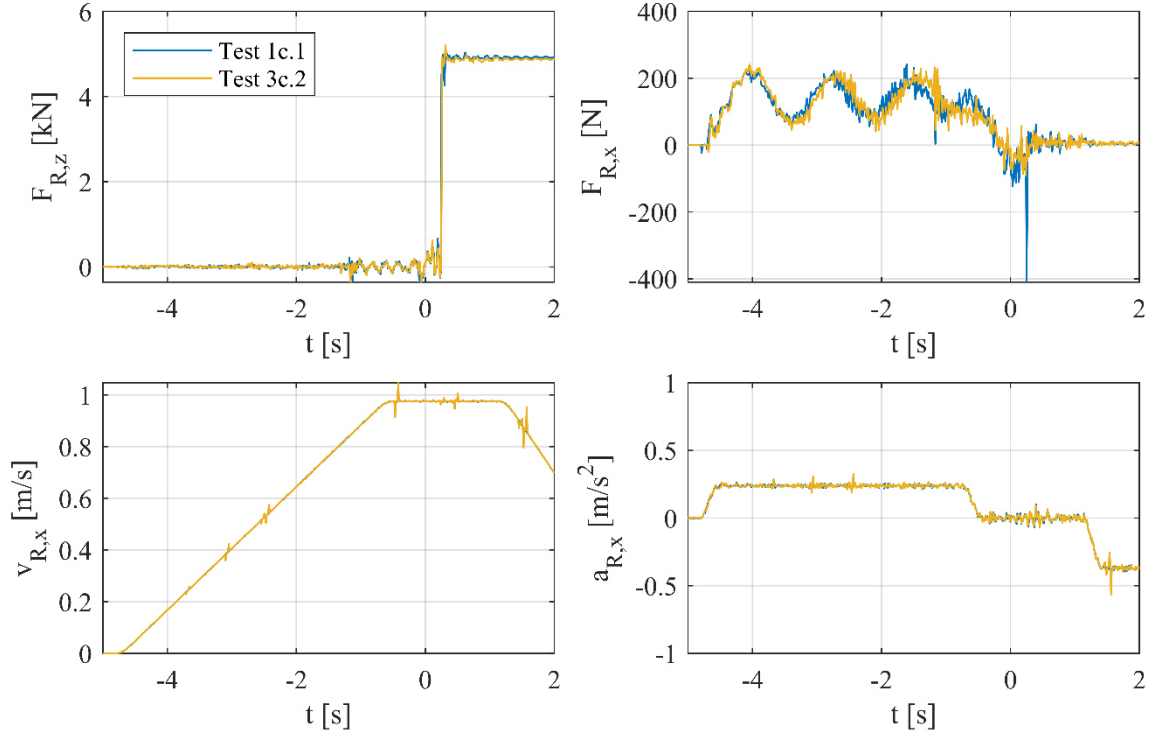 6
4
2
0
-4 -2 0 2
t [s]
F_R,z [kN]
Test 1c.1
Test 3c.2
400
200
0
-200
-400
-4 -2 0 2
t [s]
F_R,x [N]
1
0.8
0.6
0.4
0.2
0
-4 -2 0 2
t [s]
v_R,x [m/s]
1
0.5
0
-0.5
-1
-4 -2 0 2
t [s]
a_R,x [m/s²]